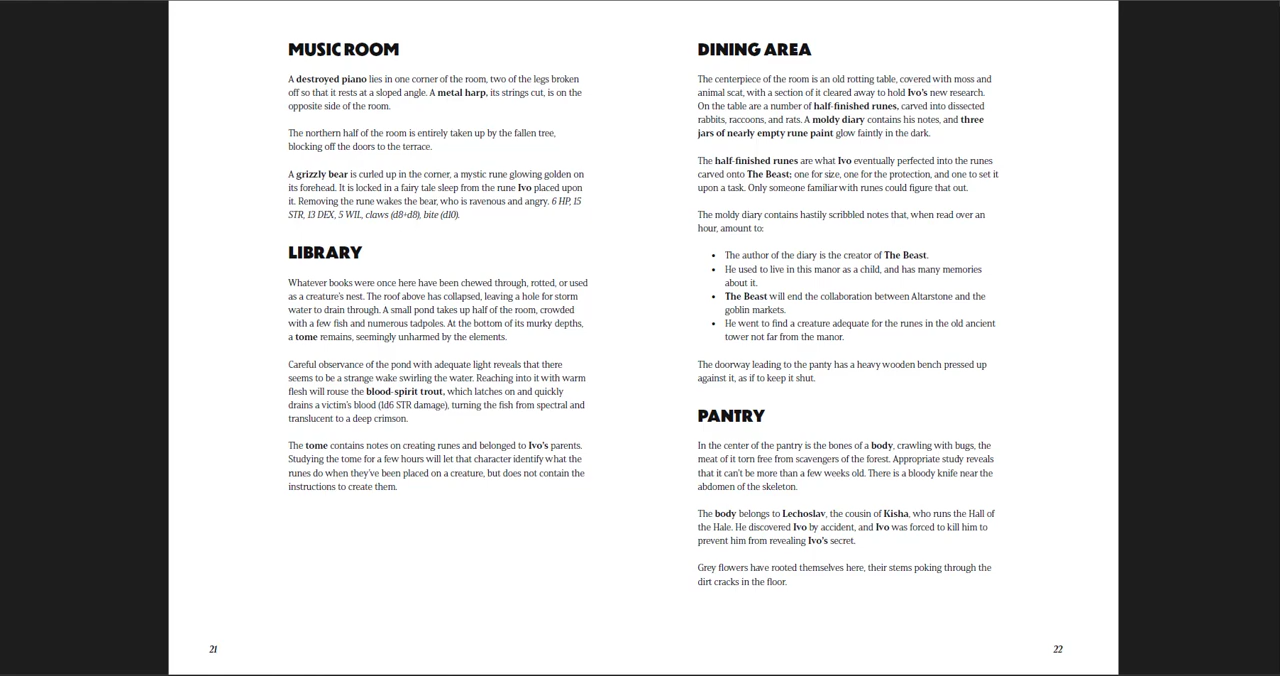 MUSIC ROOM
A destroyed piano lies in one corner of the room, two of the legs broken
off so that it rests at a sloped angle. A metal harp, its strings cut, is on the
opposite side of the room.
The northern half of the room is entirely taken up by the fallen tree,
blocking off the doors to the terrace.
A grizzly bear is curled up in the corner, a mystic rune glowing golden on
its forehead. It is locked in a fairy tale sleep from the rune Ivo placed upon
it. Removing the rune wakes the bear, who is ravenous and angry. 6 HP, 15
STR, 13 DEX, 5 WIL, claws (d8+d8), bite (d10).
LIBRARY
Whatever books were once here have been chewed through, rotted, or used
as a creature's nest. The roof above has collapsed, leaving a hole for storm
water to drain through. A small pond takes up half of the room, crowded
with a few fish and numerous tadpoles. At the bottom of its murky depths,
a tome remains, seemingly unharmed by the elements.
Careful observance of the pond with adequate light reveals that there
seems to be a strange wake swirling the water. Reaching into it with warm
flesh will rouse the blood-spirit trout, which latches on and quickly
drains a victim's blood (1d6 STR damage), turning the fish from spectral and
translucent to a deep crimson.
The tome contains notes on creating runes and belonged to Ivo's parents.
Studying the tome for a few hours will let that character identify what the
runes do when they've been placed on a creature, but does not contain the
instructions to create them.
21
DINING AREA
The centerpiece of the room is an old rotting table, covered with moss and
animal scat, with a section of it cleared away to hold Ivo's new research.
On the table are a number of half-finished runes, carved into dissected
rabbits, raccoons, and rats. A moldy diary contains his notes, and three
jars of nearly empty rune paint glow faintly in the dark.
The half-finished runes are what Ivo eventually perfected into the runes
carved onto The Beast; one for size, one for the protection, and one to set it
upon a task. Only someone familiar with runes could figure that out.
The moldy diary contains hastily scribbled notes that, when read over an
hour, amount to:
• The author of the diary is the creator of The Beast.
• He used to live in this manor as a child, and has many memories
about it.
• The Beast will end the collaboration between Altarstone and the
goblin markets.
• He went to find a creature adequate for the runes in the old ancient
tower not far from the manor.
The doorway leading to the panty has a heavy wooden bench pressed up
against it, as if to keep it shut.
PANTRY
In the center of the pantry is the bones of a body, crawling with bugs, the
meat of it torn free from scavengers of the forest. Appropriate study reveals
that it can't be more than a few weeks old. There is a bloody knife near the
abdomen of the skeleton.
The body belongs to Lechoslav, the cousin of Kisha, who runs the Hall of
the Hale. He discovered Ivo by accident, and Ivo was forced to kill him to
prevent him from revealing Ivo's secret.
Grey flowers have rooted themselves here, their stems poking through the
dirt cracks in the floor.
22